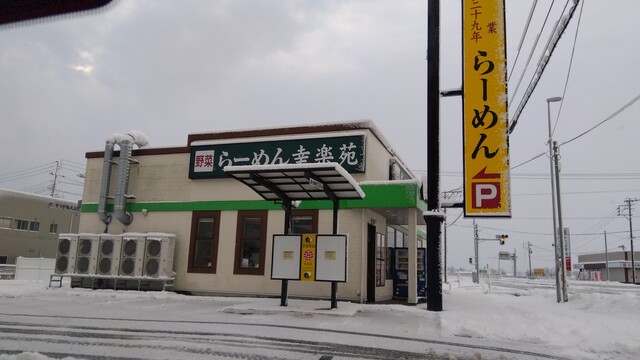 野菜
らーめん幸楽苑
業
二十九年
らーめん
P